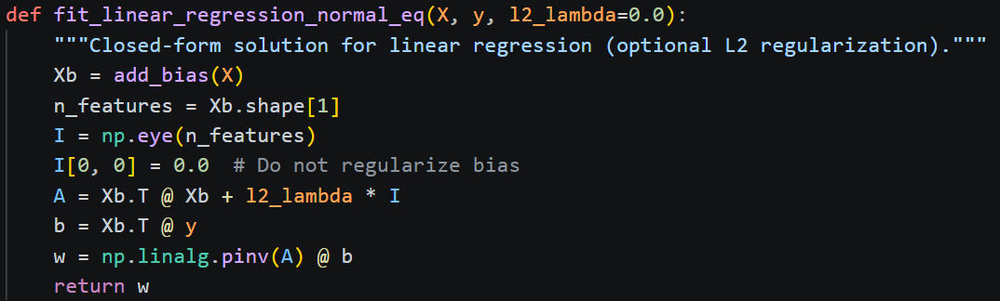 def fit_linear_regression_normal_eq(X, y, l2_lambda=0.0):
    """Closed-form solution for linear regression (optional L2 regularization)."""
    Xb = add_bias(X)
    n_features = Xb.shape[1]
    I = np.eye(n_features)
    I[0, 0] = 0.0  # Do not regularize bias
    A = Xb.T @ Xb + l2_lambda * I
    b = Xb.T @ y
    w = np.linalg.pinv(A) @ b
    return w